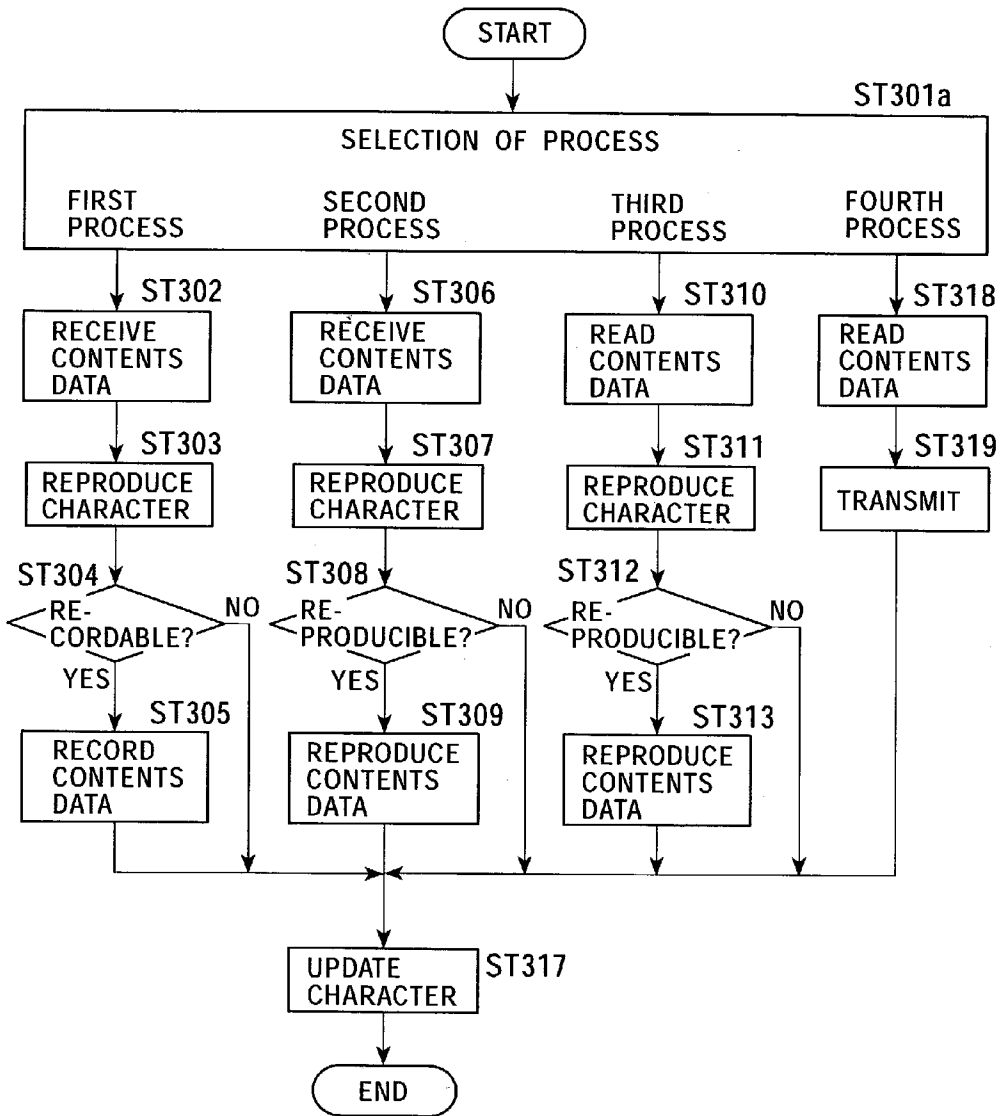 START
ST301a
SELECTION OF PROCESS
FIRST
PROCESS
SECOND
PROCESS
THIRD
PROCESS
FOURTH
PROCESS
ST302
RECEIVE
CONTENTS
DATA
ST306
RECEIVE
CONTENTS
DATA
ST310
READ
CONTENTS
DATA
ST318
READ
CONTENTS
DATA
ST303
REPRODUCE
CHARACTER
ST307
REPRODUCE
CHARACTER
ST311
REPRODUCE
CHARACTER
ST319
TRANSMIT
ST304
RE-
CORDABLE?
NO
YES
ST308
RE-
PRODUCIBLE?
NO
YES
ST312
RE-
PRODUCIBLE?
NO
YES
ST305
RECORD
CONTENTS
DATA
ST309
REPRODUCE
CONTENTS
DATA
ST313
REPRODUCE
CONTENTS
DATA
UPDATE
CHARACTER
ST317
END